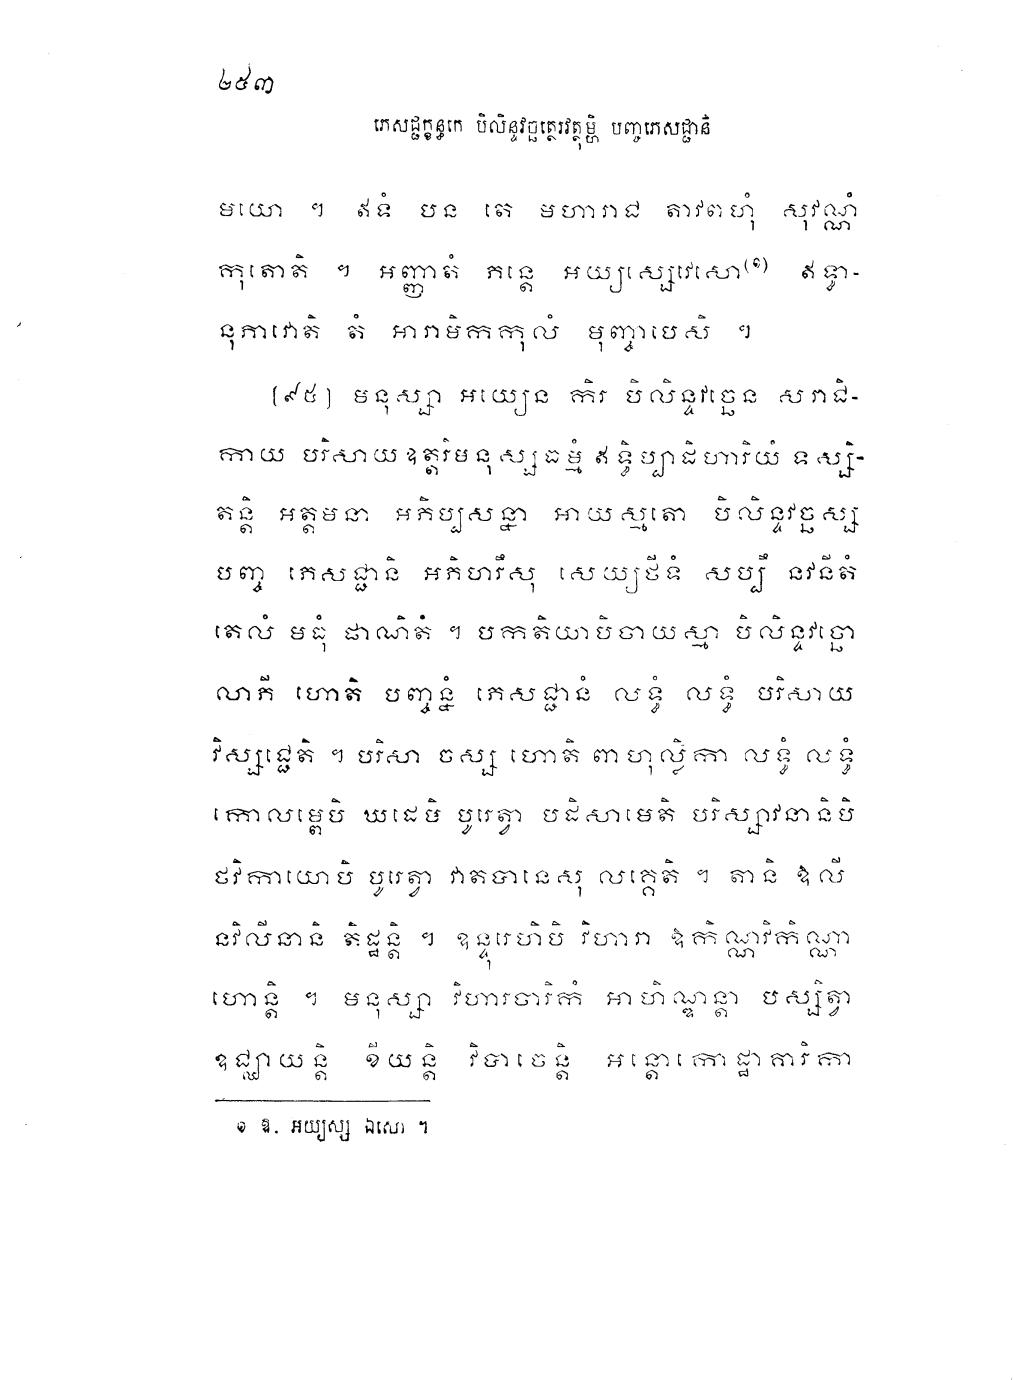 ២៥៣
ភេសជ្ជក្ខន្ធកេ បិលិន្ទវច្ឆត្ថេរវត្ថុម្ហិ បញ្ចភេសជ្ជានិ
មយោ ។ ឥទំ បន តេ មហារាជ តាវពហុំ សុវណ្ណំ
កុតោតិ ។ អញ្ញាតំ ភន្តេ អយ្យស្សេវេសោ(១) ឥទ្ធា-
នុភាវោតិ តំ អារាមិកកុលំ មុញ្ចាបេសិ ។
[៩៥] មនុស្សា អយ្យេន កិរ បិលិន្ទវច្ឆេន សរាជិ-
កាយ បរិសាយ ឧត្តរិមនុស្សធម្មំ ឥទ្ធិប្បាដិហារិយំ ទស្សិ-
តន្តិ អត្តមនា អភិប្បសន្នា អាយស្មតោ បិលិន្ទវច្ឆស្ស
បញ្ច ភេសជ្ជានិ អភិហរឹសុ សេយ្យថីទំ សប្បឹ នវនីតំ
តេលំ មធុំ ផាណិតំ ។ បកតិយាបិចាយស្មា បិលិន្ទវច្ឆោ
លាភី ហោតិ បញ្ចន្នំ ភេសជ្ជានំ លទ្ធំ លទ្ធំ បរិសាយ
វិស្សជ្ជេតិ ។ បរិសា ចស្ស ហោតិ ពាហុល្លិកា លទ្ធំ លទ្ធំ
កោលម្ពេបិ ឃដេបិ បូរេត្វា បដិសាមេតិ បរិស្សាវនានិបិ
ថវិកាយោបិ បូរេត្វា វាតបានេសុ លគ្គេតិ ។ តានិ ឱលី
នវិលីនានិ តិដ្ឋន្តិ ។ ឧន្ទុរេហិបិ វិហារា ឱកិណ្ណវិកិណ្ណា
ហោន្តិ ។ មនុស្សា វិហារចារិកំ អាហិណ្ឌន្តា បស្សិត្វា
ឧជ្ឈាយន្តិ ខីយន្តិ វិបាចេន្តិ អន្តោកោដ្ឋាគារិកា
១ ឱ. អយ្យស្ស ឯសោ ។